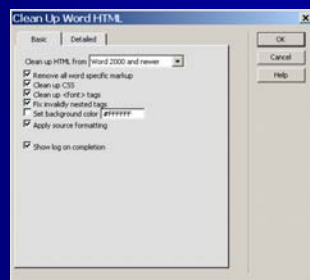 Clean Up Word HTML
Basic Detailed
OK
Cancel
Help
Clean up HTML from: Word 2000 and newer
Remove all word specific markup
Clean up CSS
Clean up <font> tags
Fix invalidly nested tags
Set background color #FFFFFF
Apply source formatting
Show log on completion